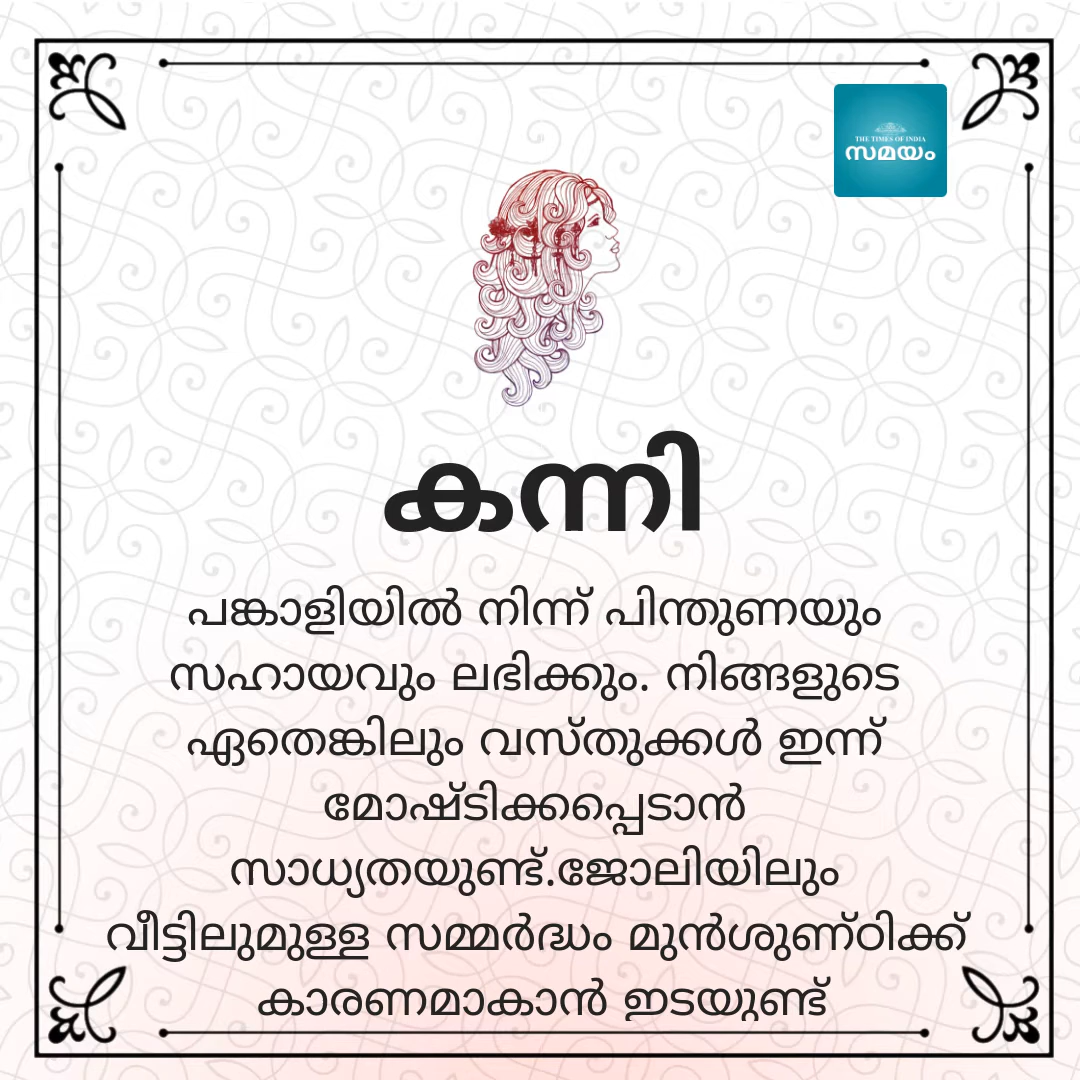 THE TIMES OF INDIA
സമയം
കന്നി
പങ്കാളിയിൽ നിന്ന് പിന്തുണയും
സഹായവും ലഭിക്കും. നിങ്ങളുടെ
ഏതെങ്കിലും വസ്തുക്കൾ ഇന്ന്
മോഷ്ടിക്കപ്പെടാൻ
സാധ്യതയുണ്ട്.ജോലിയിലും
വീട്ടിലുമുള്ള സമ്മർദ്ധം മുൻശുണ്ഠിക്ക്
കാരണമാകാൻ ഇടയുണ്ട്